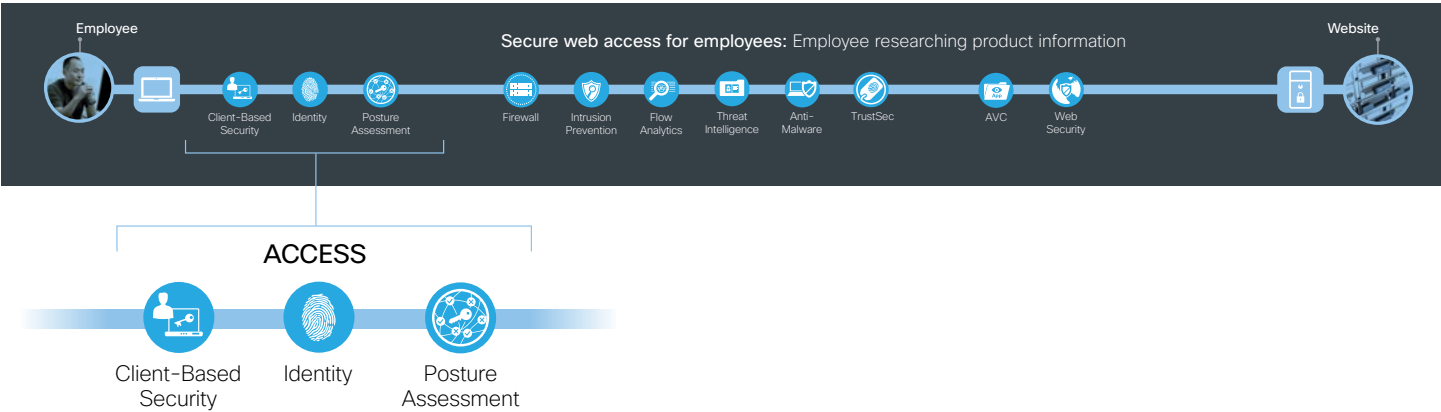 Employee
Secure web access for employees: Employee researching product information
Website
Client-Based
Security
Identity
Posture
Assessment
Firewall
Intrusion
Prevention
Flow
Analytics
Threat
Intelligence
Anti-
Malware
TrustSec
App
AVC
Web
Security
ACCESS
Client-Based
Security
Identity
Posture
Assessment